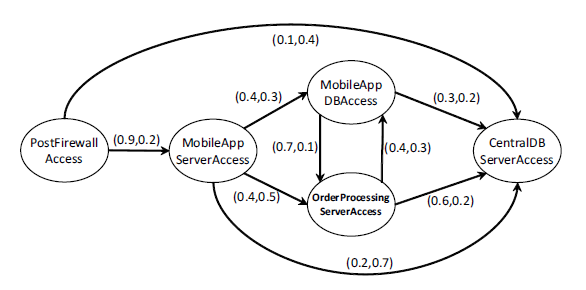 (0.1,0.4)
MobileApp
DBAccess
(0.4,0.3)
(0.3,0.2)
PostFirewall
Access
(0.9,0.2)
MobileApp
ServerAccess
(0.7,0.1)
(0.4,0.3)
CentralDB
ServerAccess
OrderProcessing
ServerAccess
(0.4,0.5)
(0.6,0.2)
(0.2,0.7)